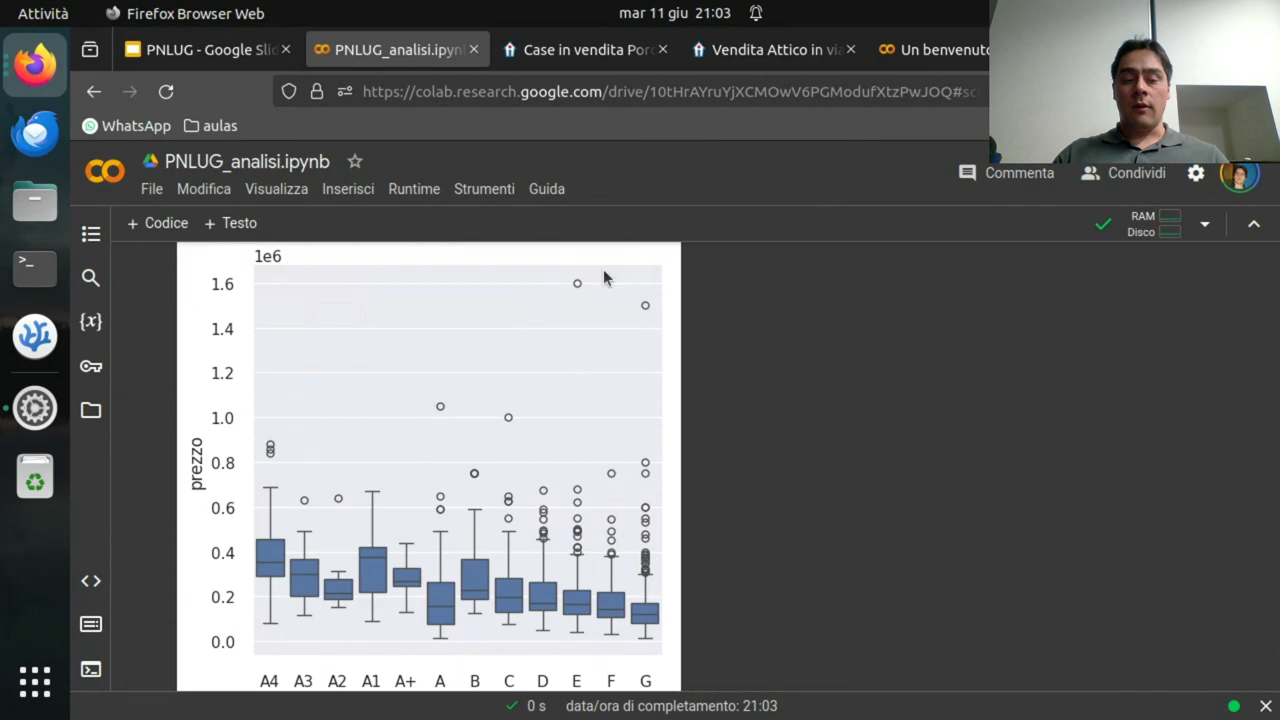 Attività
Firefox Browser Web
mar 11 giu 21:03
PNLUG - Google Slid
PNLUG_analisi.ipynl
Case in vendita Porc
Vendita Attico in via
Un benvenuto
https://colab.research.google.com/drive/10tHrAYruYjXCMOwV6PGModufXtzPwJOQ#sc
WhatsApp
aulas
PNLUG_analisi.ipynb
File Modifica Visualizza Inserisci Runtime Strumenti Guida
Commenta
Condividi
+ Codice + Testo
RAM
Disco
{x}
1e6
1.6
1.4
1.2
1.0
0.8
0.6
0.4
0.2
0.0
prezzo
A4 A3 A2 A1 A+ A B C D E F G
0 s data/ora di completamento: 21:03